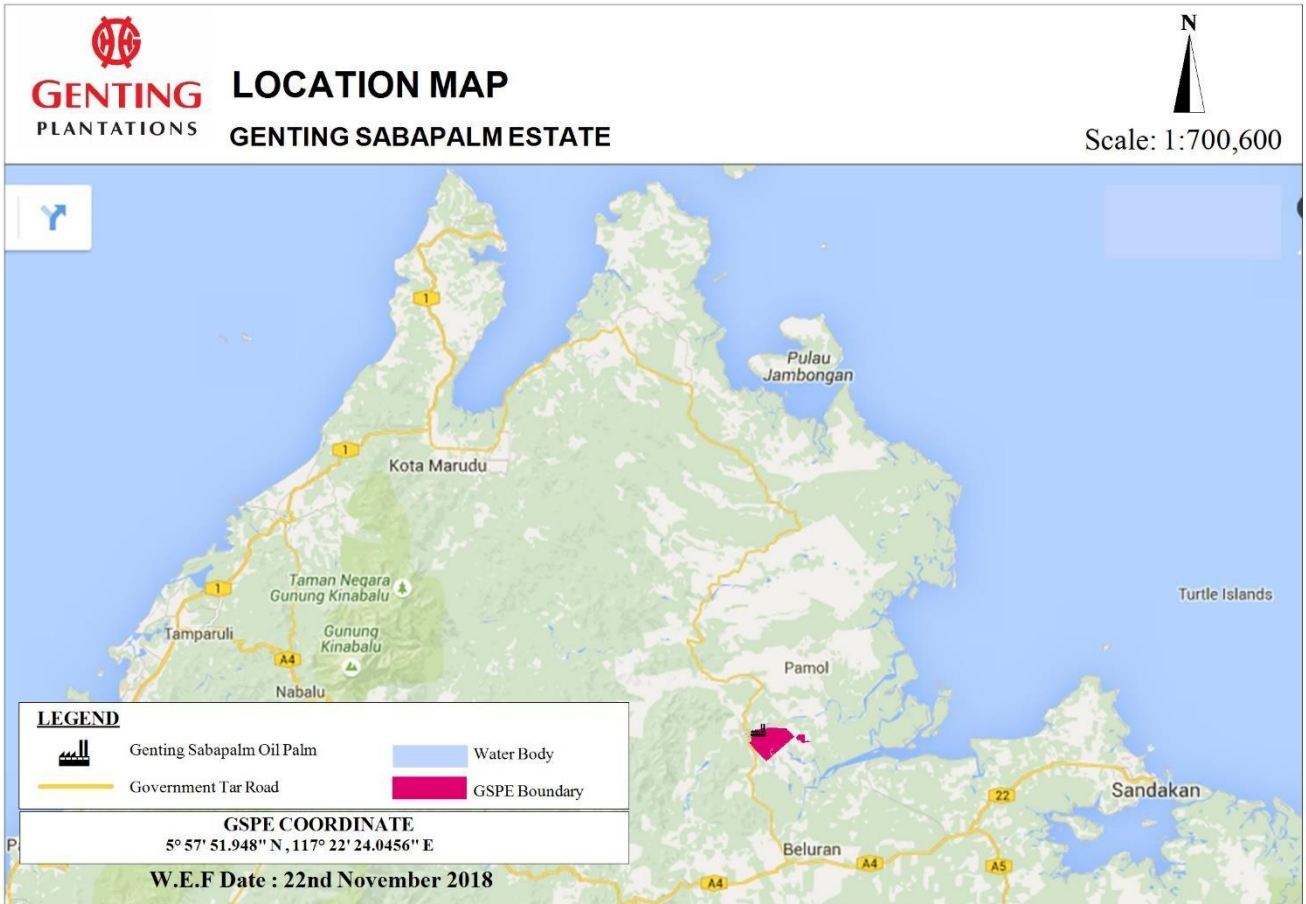 GENTING
PLANTATIONS
LOCATION MAP
GENTING SABAPALM ESTATE
N
Scale: 1:700,600
1
Pulau
Jambongan
1
Kota Marudu
Taman Negara
Gunung Kinabalu
1
Turtle Islands
Tamparuli
Gunung
Kinabalu
A4
Pamol
Nabalu
LEGEND
Genting Sabapalm Oil Palm
Water Body
Government Tar Road
GSPE Boundary
22
Sandakan
GSPE COORDINATE
5° 57' 51.948" N , 117° 22' 24.0456" E
Beluran
A4
A5
W.E.F Date : 22nd November 2018
A4